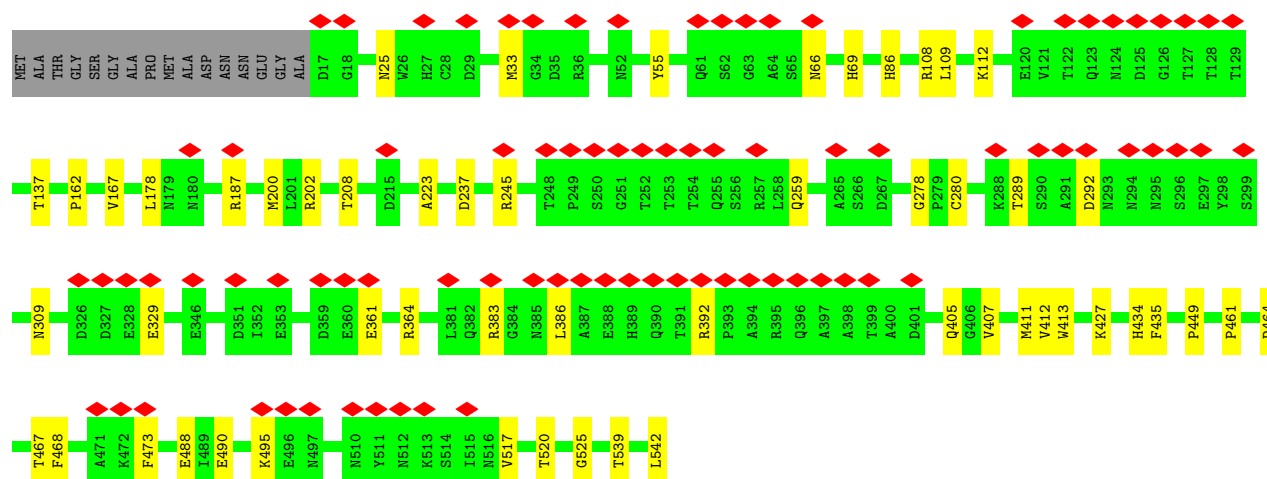 MET ALA THR GLY SER GLY ALA PRO MET ALA ASP ASN ASN GLU GLY ALA D17 G18 N25 W26 H27 C28 D29 M33 G34 D35 R36 N52 Y55 Q61 S62 G63 A64 S65 N66 H69 H86 R108 L109 K112 E120 V121 T122 Q123 N124 D125 G126 T127 T128 T129
T137 P162 V167 L178 N179 N180 R187 M200 L201 R202 T208 D215 A223 D237 R245 T248 P249 S250 G251 T252 T253 T254 Q255 S256 R257 L258 Q259 A265 S266 D267 G278 P279 C280 K288 T289 S290 A291 D292 N293 N294 N295 S296 E297 Y298 S299
N309 D326 D327 E328 E329 E346 D351 I352 E353 D359 E360 E361 R364 L381 Q382 R383 G384 N385 L386 A387 E388 H389 Q390 T391 R392 P393 A394 R395 Q396 A397 A398 T399 A400 D401 Q405 G406 V407 M411 V412 W413 K427 H434 F435 P449 P461
T467 F468 A471 K472 F473 E488 I489 E490 K495 E496 N497 N510 Y511 N512 K513 S514 I515 N516 V517 T520 G525 T539 L542